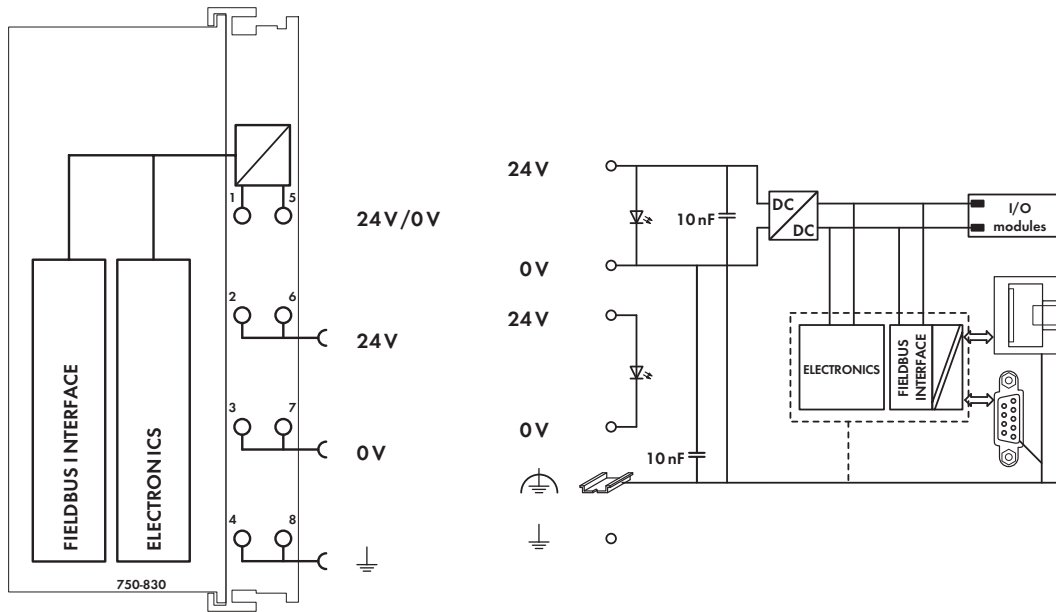 1 5
24V/0V
2 6
24V
3 7
0V
4 8
FIELDBUS INTERFACE
ELECTRONICS
750-830
24V
0V
24V
0V
10nF
10nF
DC
DC
I/O
modules
ELECTRONICS
FIELDBUS
INTERFACE